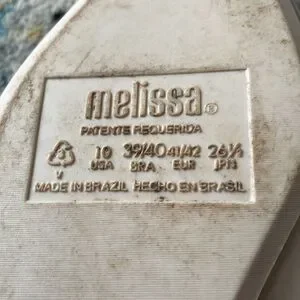 melissa®
PATENTE REQUERIDA
3 10 39/40 41/42 26½
V USA BRA EUR JPN
MADE IN BRAZIL HECHO EN BRASIL